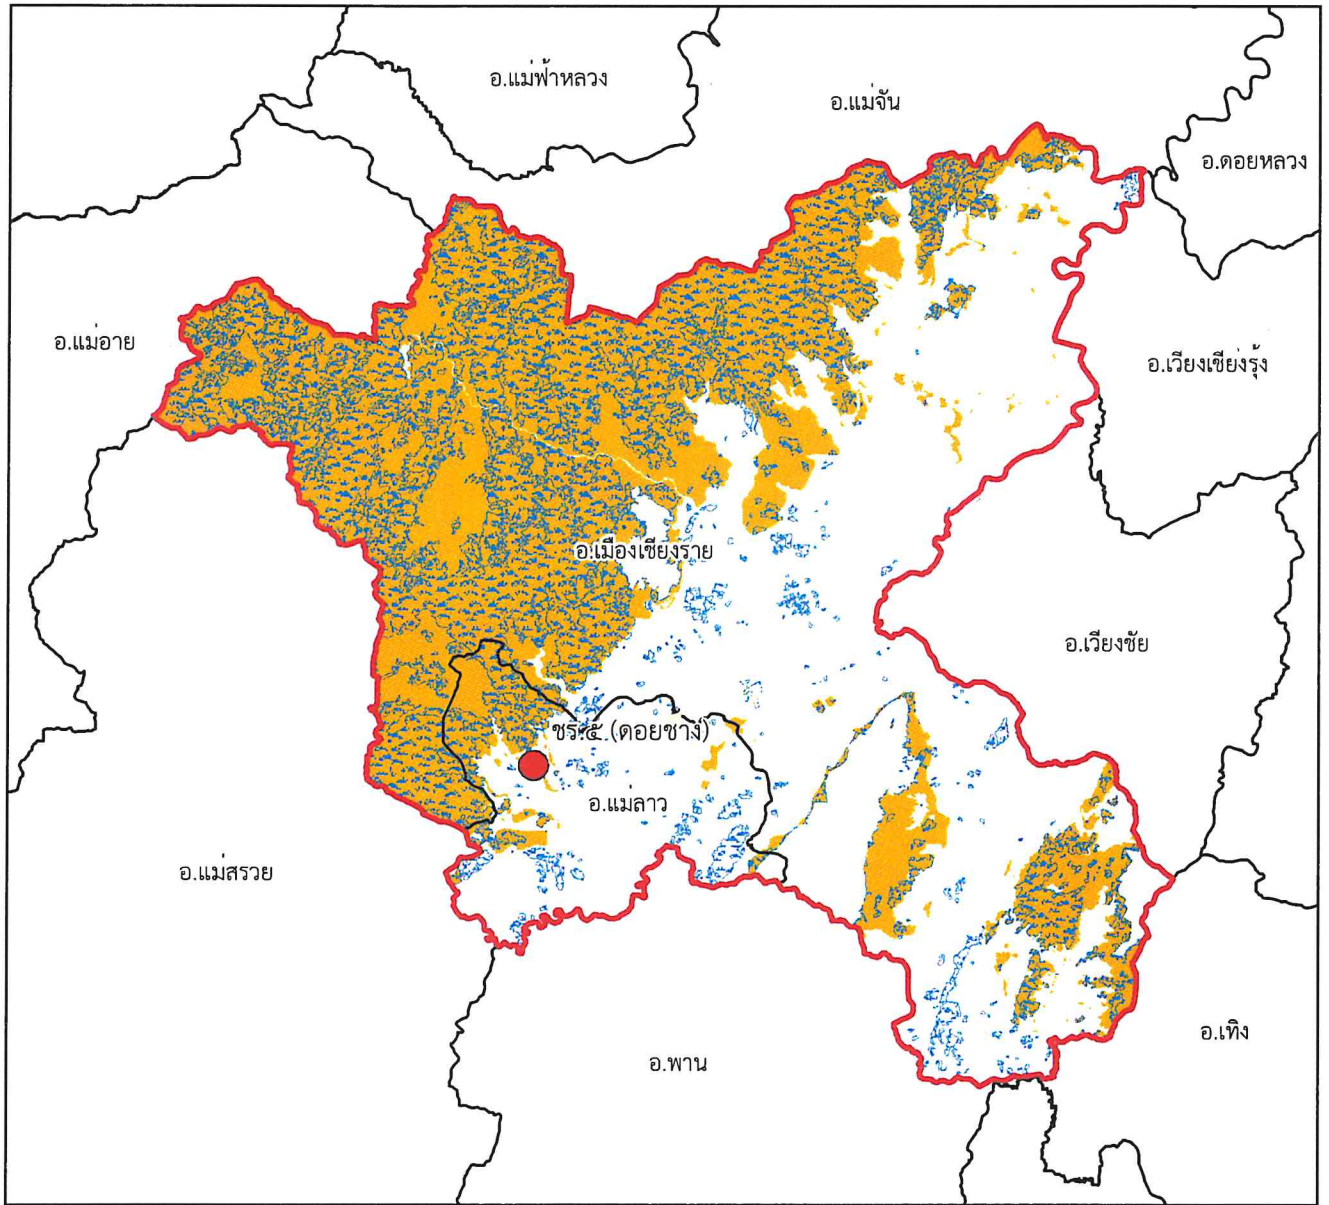 อ.แม่ฟ้าหลวง
อ.แม่จัน
อ.ดอยหลวง
อ.แม่อาย
อ.เวียงเชียงรุ้ง
อ.เมืองเชียงราย
อ.เวียงชัย
ชร.๕ (ดอยช้าง)
อ.แม่ลาว
อ.แม่สรวย
อ.เทิง
อ.พาน